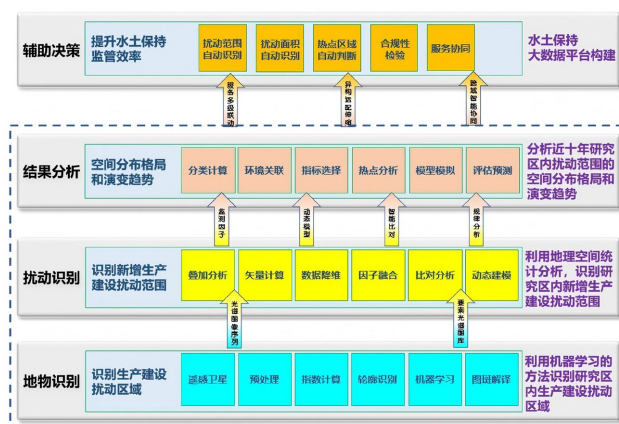 辅助决策
提升水土保持
监管效率
扰动范围
自动识别
扰动面积
自动识别
热点区域
自动判断
合规性
检验
服务协同
水土保持
大数据平台构建
服务多级联动
异构适配停缩
跨域智能协同
结果分析
空间分布格局
和演变趋势
分类计算
环境关联
指标选择
热点分析
模型模拟
评估预测
分析近十年研究
区内扰动范围的
空间分布格局和
演变趋势
动态模型
智能比对
规律分析
扰动识别
识别新增生产
建设扰动范围
叠加分析
矢量计算
数据降维
因子融合
比对分析
动态建模
利用地理空间统
计分析，识别研
究区内新增生产
建设扰动范围
光谱图像序列
要素光谱图库
地物识别
识别生产建设
扰动区域
遥感卫星
预处理
指数计算
轮廓识别
机器学习
图斑解译
利用机器学习的
方法识别研究区
内生产建设扰动
区域